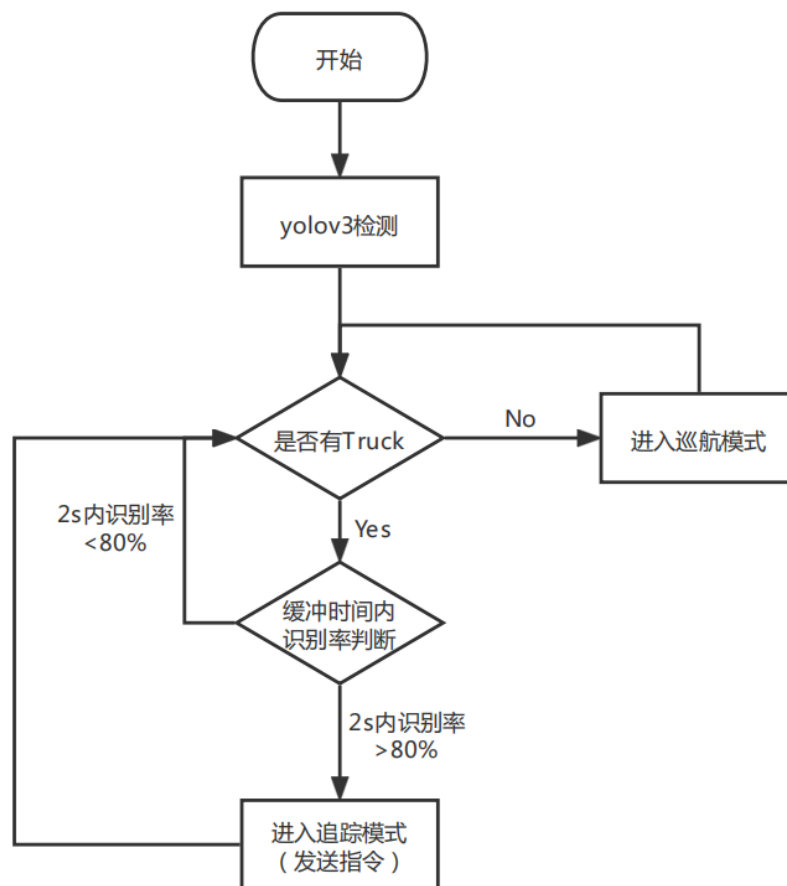 开始
yolov3检测
是否有Truck
No
进入巡航模式
2s内识别率
<80%
Yes
缓冲时间内
识别率判断
2s内识别率
>80%
进入追踪模式
（发送指令）